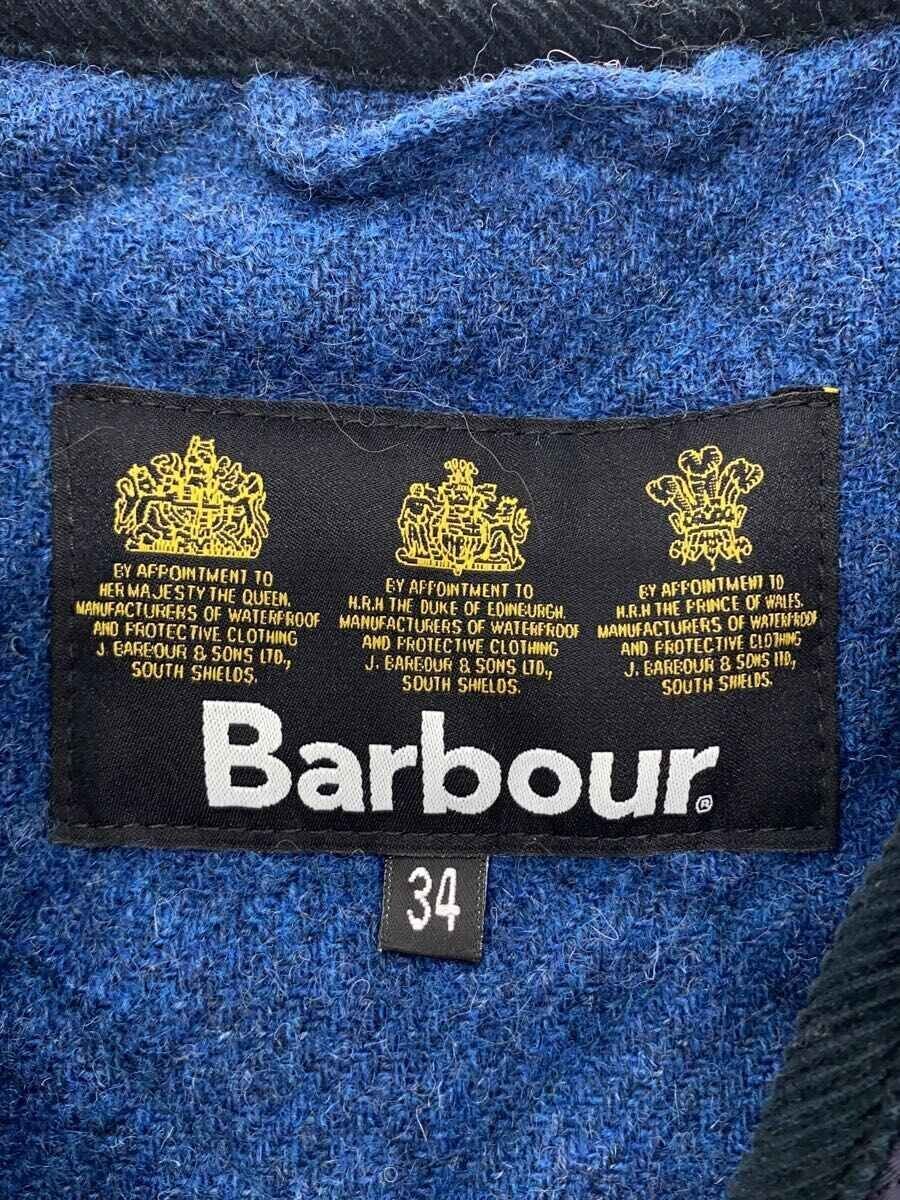 BY APPOINTMENT TO
HER MAJESTY THE QUEEN.
MANUFACTURERS OF WATERPROOF
AND PROTECTIVE CLOTHING
J. BARBOUR & SONS LTD.,
SOUTH SHIELDS.
BY APPOINTMENT TO
H.R.H THE DUKE OF EDINBURGH.
MANUFACTURERS OF WATERPROOF
AND PROTECTIVE CLOTHING
J. BARBOUR & SONS LTD.,
SOUTH SHIELDS.
BY APPOINTMENT TO
H.R.H THE PRINCE OF WALES.
MANUFACTURERS OF WATERPROOF
AND PROTECTIVE CLOTHING
J. BARBOUR & SONS LTD.,
SOUTH SHIELDS.
Barbour®
34